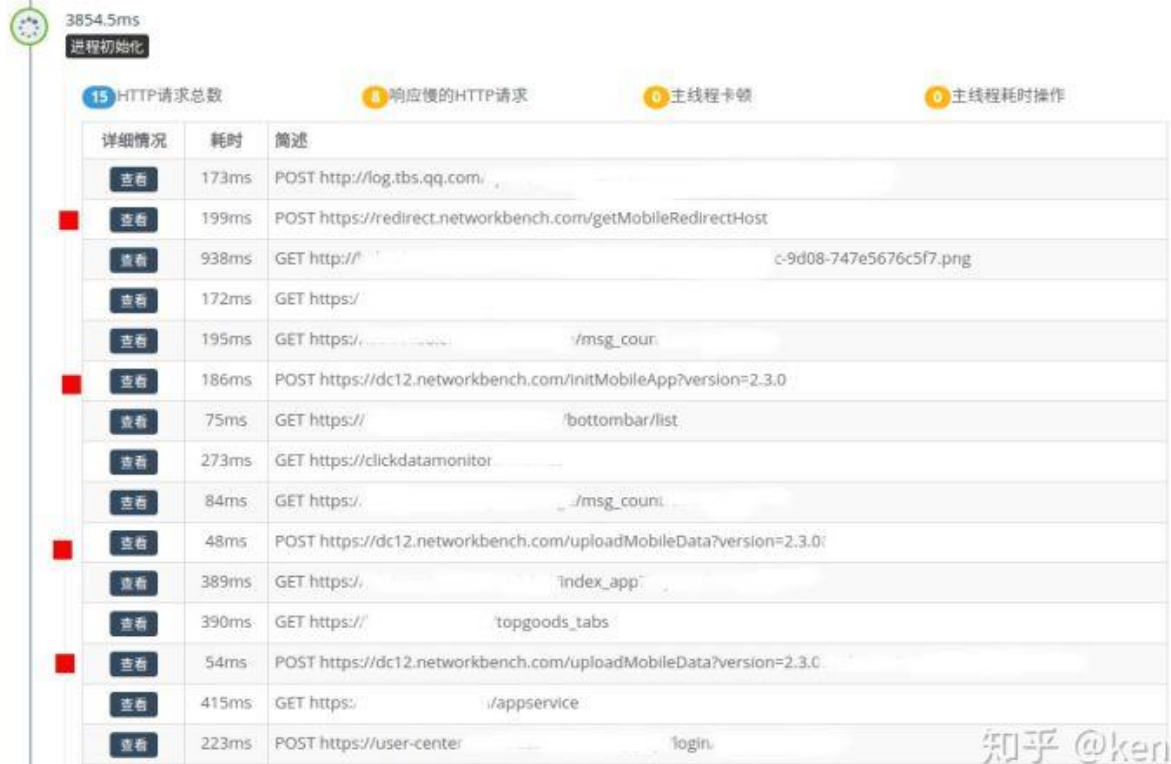 3854.5ms
进程初始化
15 HTTP请求总数 8 响应慢的HTTP请求 0 主线程卡顿 0 主线程耗时操作
详细情况 耗时 简述
查看 173ms POST http://log.tbs.qq.com
查看 199ms POST https://redirect.networkbench.com/getMobileRedirectHost
查看 938ms GET http:// c-9d08-747e5676c5f7.png
查看 172ms GET https:/
查看 195ms GET https:/ /msg_coun
查看 186ms POST https://dc12.networkbench.com/initMobileApp?version=2.3.0
查看 75ms GET https:// /bottombar/list
查看 273ms GET https://clickdatamonitor
查看 84ms GET https:/ /msg_count
查看 48ms POST https://dc12.networkbench.com/uploadMobileData?version=2.3.0
查看 389ms GET https:/ index_app
查看 390ms GET https:// topgoods_tabs
查看 54ms POST https://dc12.networkbench.com/uploadMobileData?version=2.3.0
查看 415ms GET https: /appservice
查看 223ms POST https://user-center login
知乎 @ken